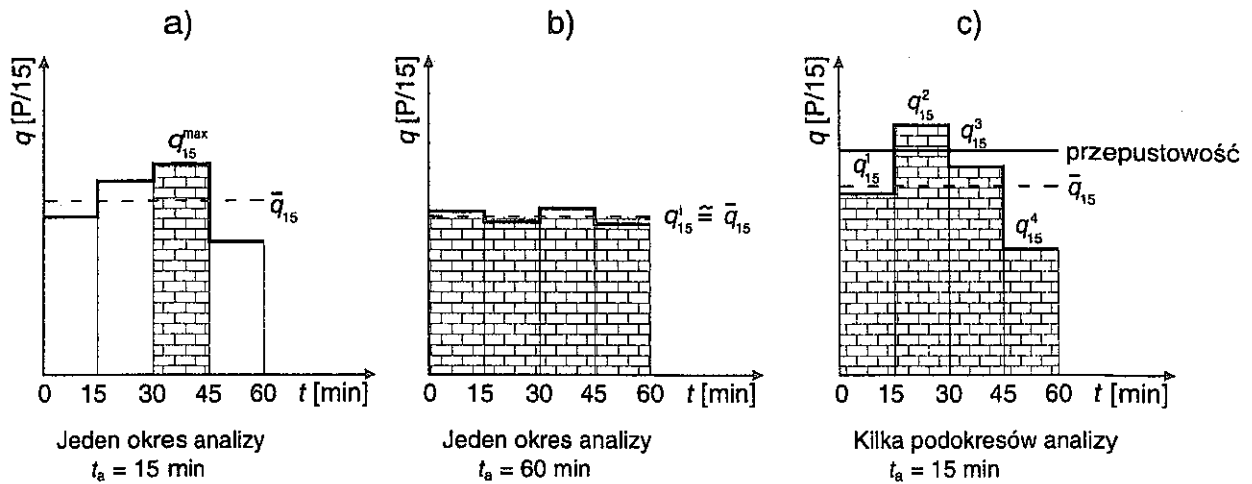 a)
q [P/15]
q₁₅ᵐᵃˣ
q̄₁₅
0 15 30 45 60 t [min]
Jeden okres analizy
tₐ = 15 min
b)
q [P/15]
q₁₅ⁱ ≅ q̄₁₅
0 15 30 45 60 t [min]
Jeden okres analizy
tₐ = 60 min
c)
q [P/15]
q₁₅²
q₁₅³
przepustowość
q₁₅¹
q̄₁₅
q₁₅⁴
0 15 30 45 60 t [min]
Kilka podokresów analizy
tₐ = 15 min